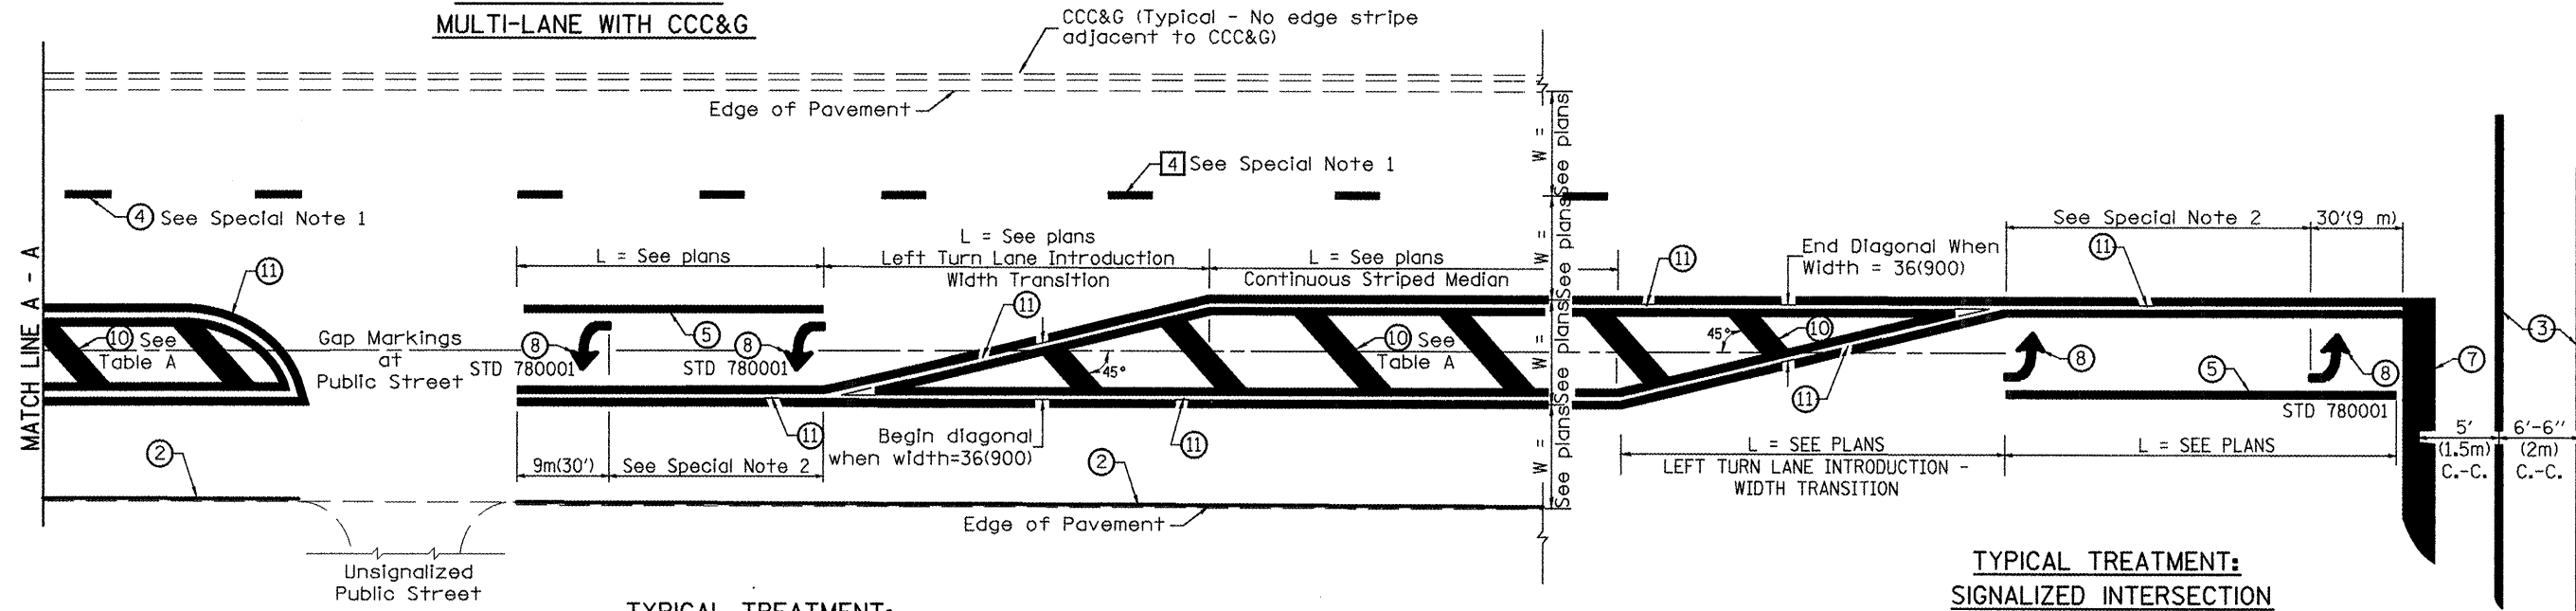 MULTI-LANE WITH CCC&G
CCC&G (Typical - No edge stripe
adjacent to CCC&G)
Edge of Pavement
4 See Special Note 1
4 See Special Note 1
MATCH LINE A - A
11
10 See
Table A
Gap Markings
at
Public Street
2
Unsignalized
Public Street
L = See plans
5
8
STD 780001
8
STD 780001
9m(30')
See Special Note 2
11
L = See plans
Left Turn Lane Introduction
Width Transition
11
45°
Begin diagonal
when width=36(900)
11
2
Edge of Pavement
L = See plans
Continuous Striped Median
10 See
Table A
W =
See plans
W =
See plans
W =
See plans
W =
See plans
11
End Diagonal When
Width = 36(900)
45°
10
11
L = SEE PLANS
LEFT TURN LANE INTRODUCTION -
WIDTH TRANSITION
See Special Note 2
30'(9 m)
11
8
8
5
STD 780001
L = SEE PLANS
7
3
5'
(1.5m)
C.-C.
6'-6"
(2m)
C.-C.
TYPICAL TREATMENT:
SIGNALIZED INTERSECTION
TYPICAL TREATMENT: